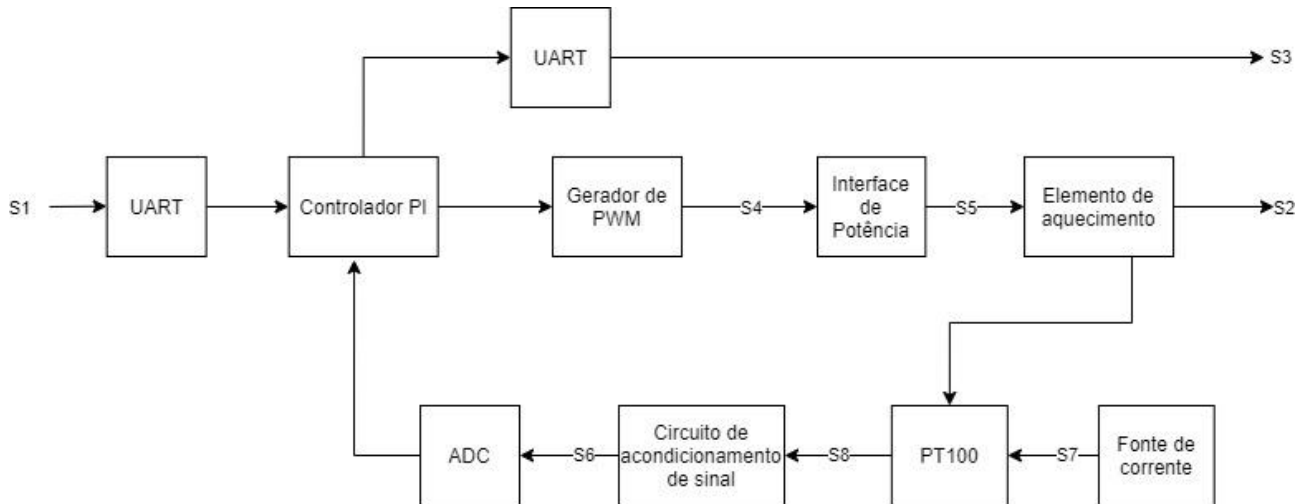 UART
S3
S1
UART
Controlador PI
Gerador de
PWM
S4
Interface
de
Potência
S5
Elemento de
aquecimento
S2
ADC
S6
Circuito de
acondicionamento
de sinal
S8
PT100
S7
Fonte de
corrente